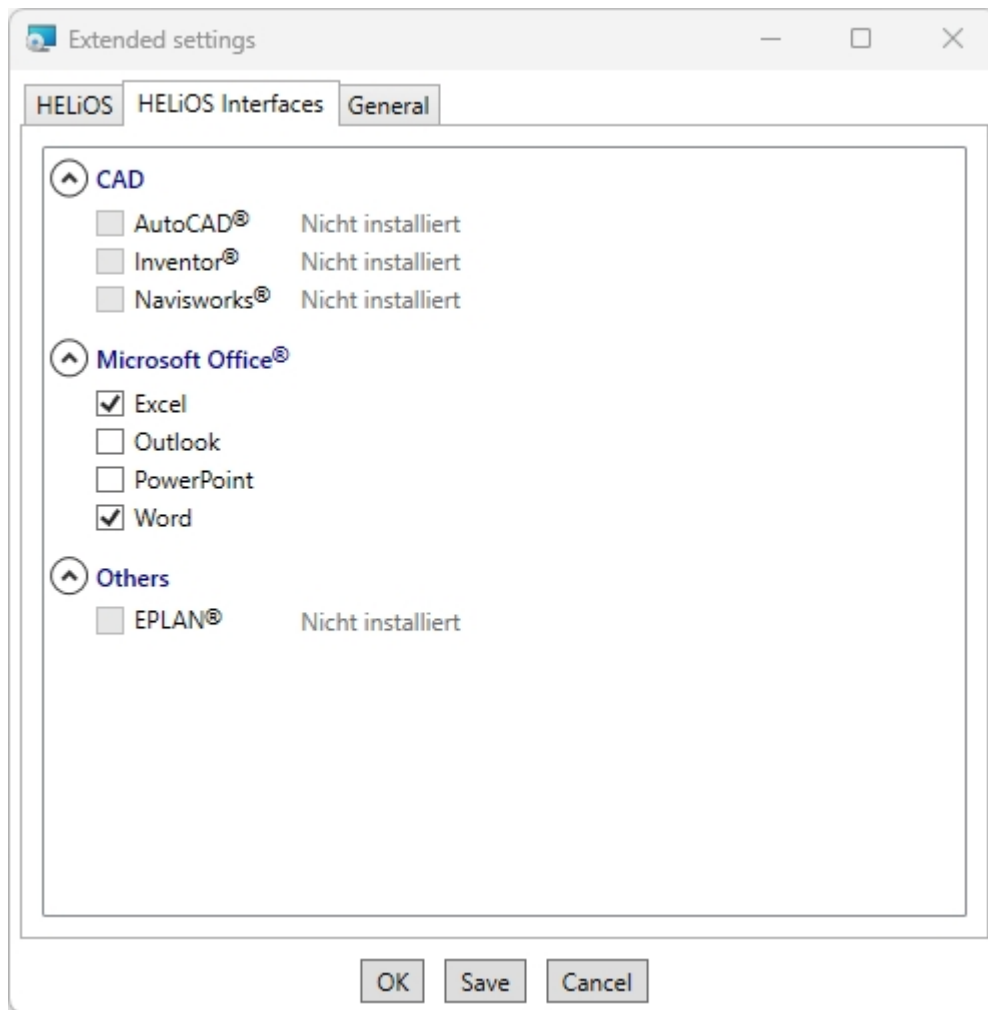 Extended settings
HELiOS HELiOS Interfaces General
CAD
AutoCAD® Nicht installiert
Inventor® Nicht installiert
Navisworks® Nicht installiert
Microsoft Office®
Excel
Outlook
PowerPoint
Word
Others
EPLAN® Nicht installiert
OK Save Cancel